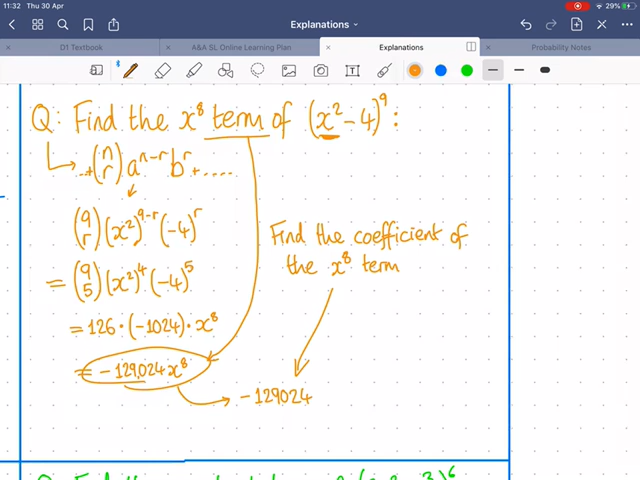 11:32 Thu 30 Apr
29%
Explanations
D1 Textbook
A&A SL Online Learning Plan
Explanations
Probability Notes
Q: Find the x⁸ term of (x² - 4)⁹ :
...+ (n r) aⁿ⁻ʳ bʳ + ....
(9 r) (x²)⁹⁻ʳ (-4)ʳ
= (9 5) (x²)⁴ (-4)⁵
= 126 · (-1024) · x⁸
= - 129,024 x⁸
Find the coefficient of
the x⁸ term
- 129024